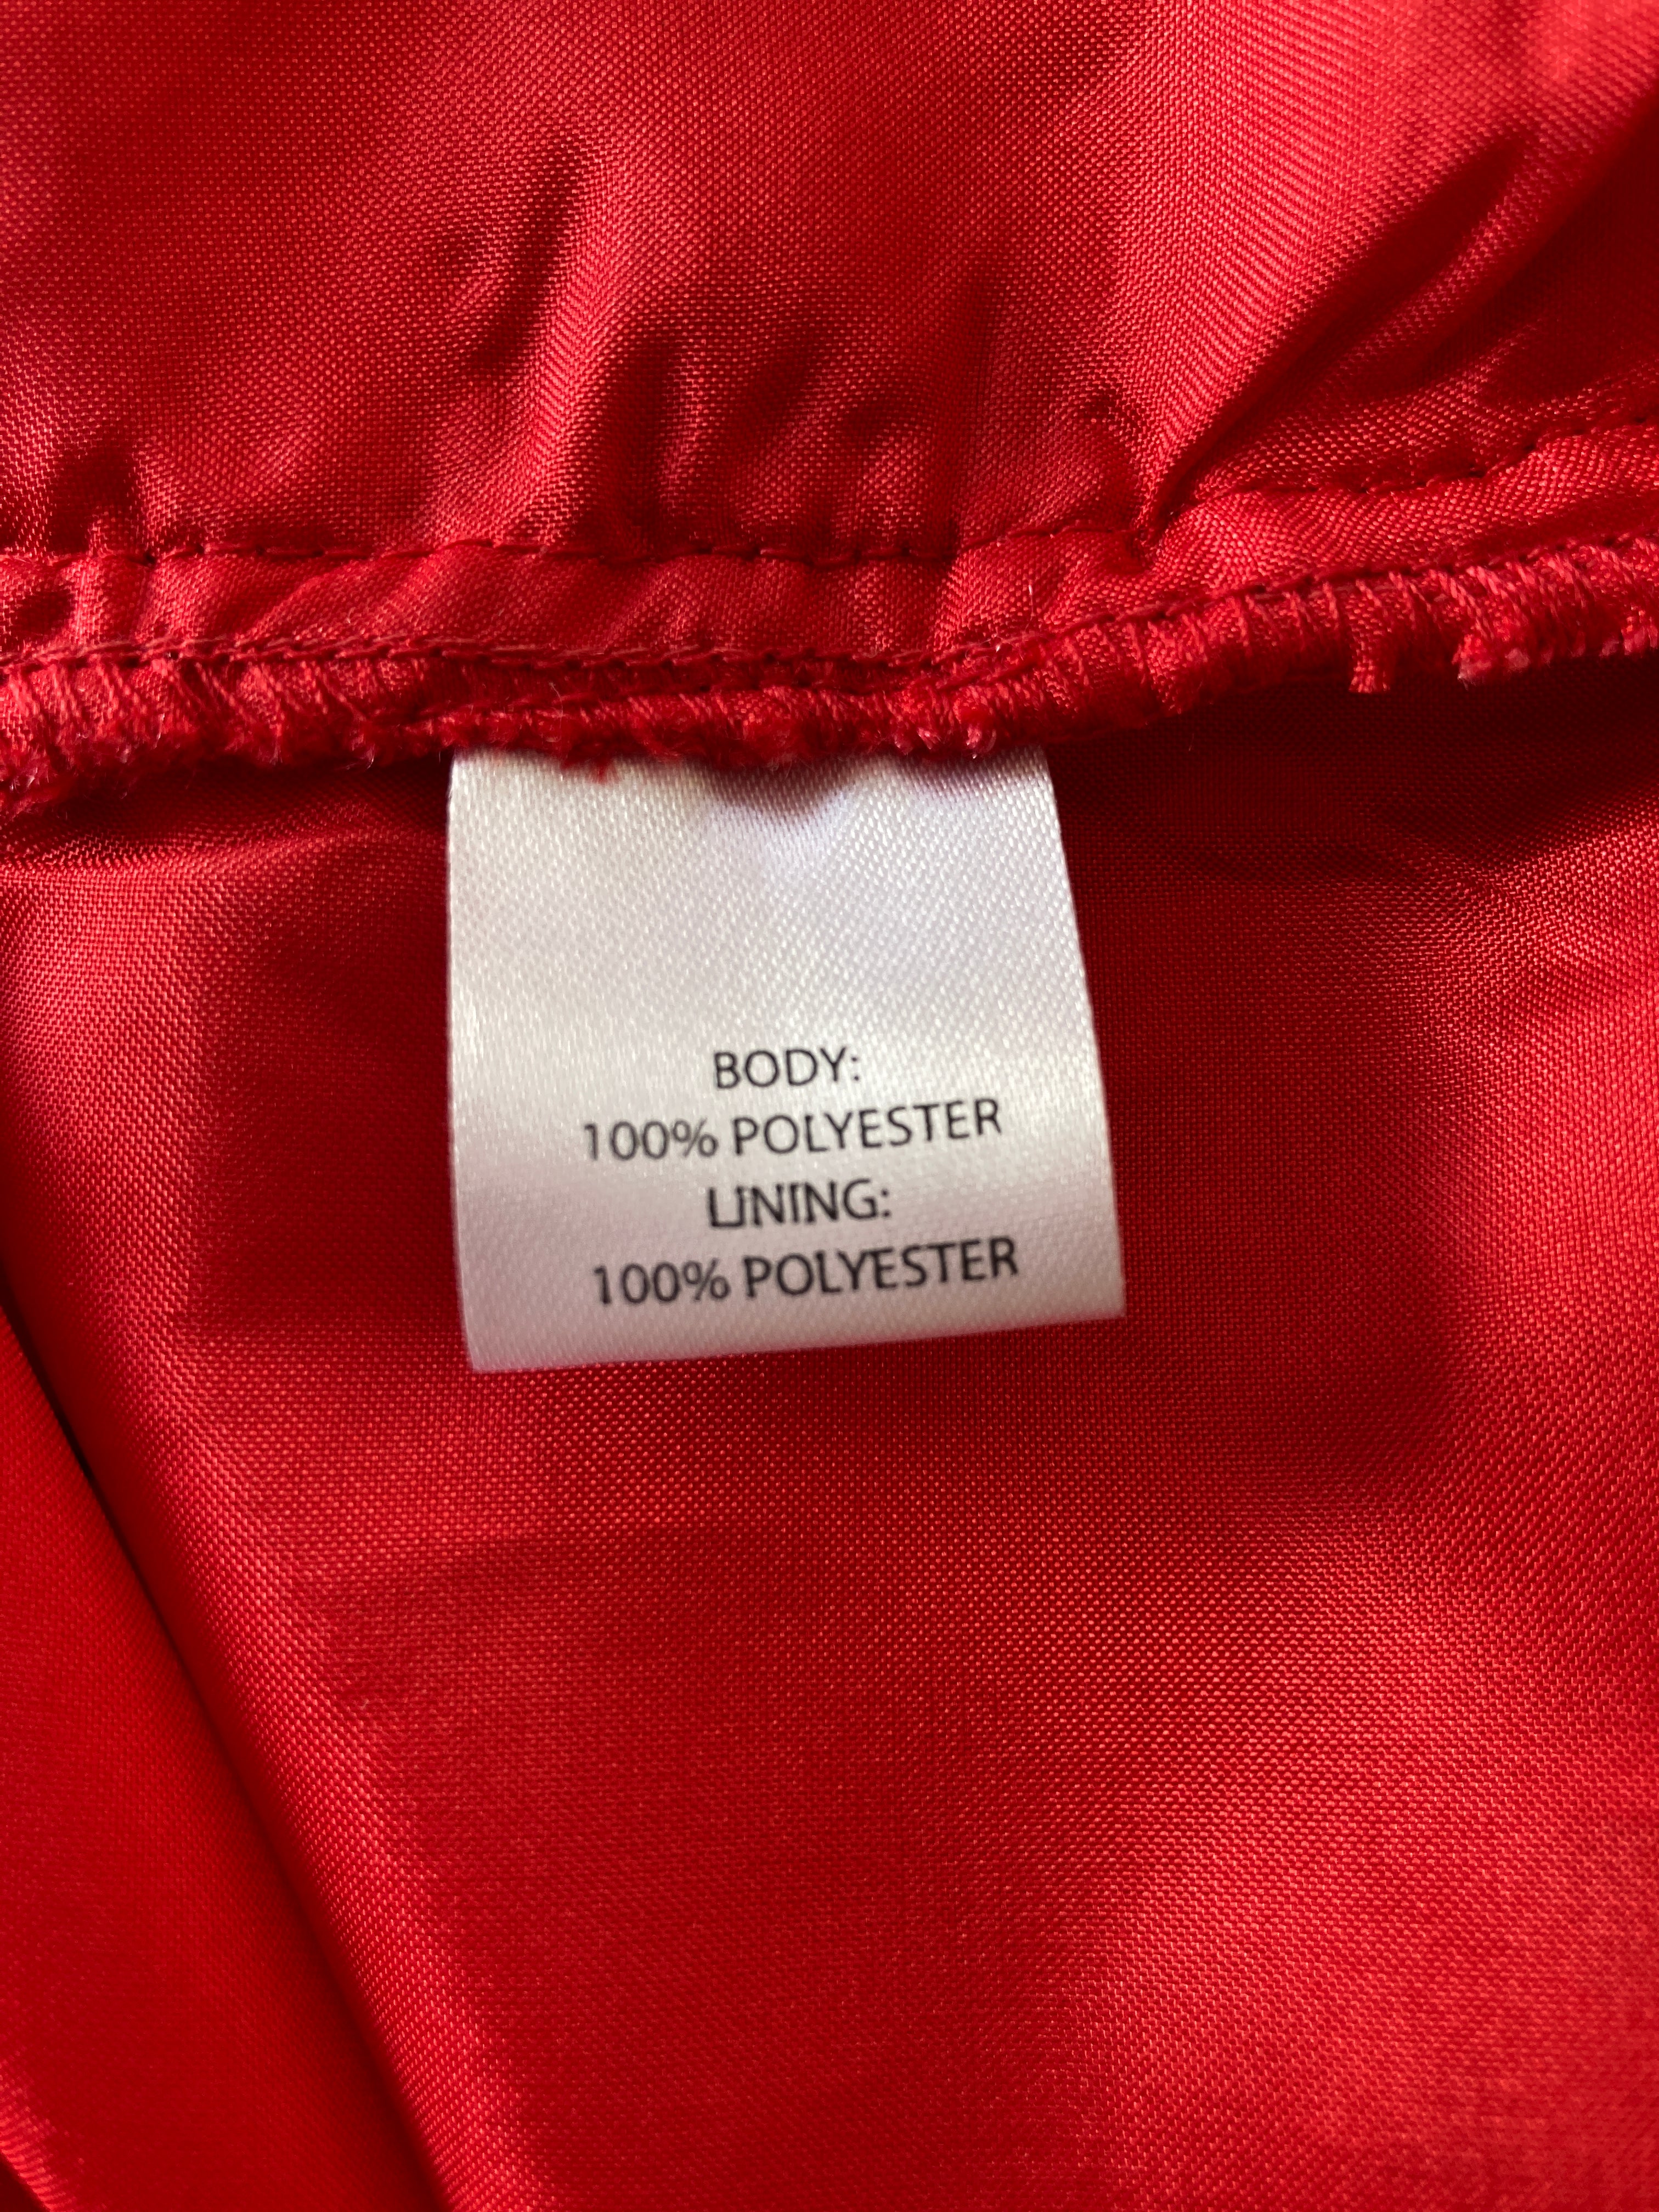 BODY:
100% POLYESTER
LINING:
100% POLYESTER